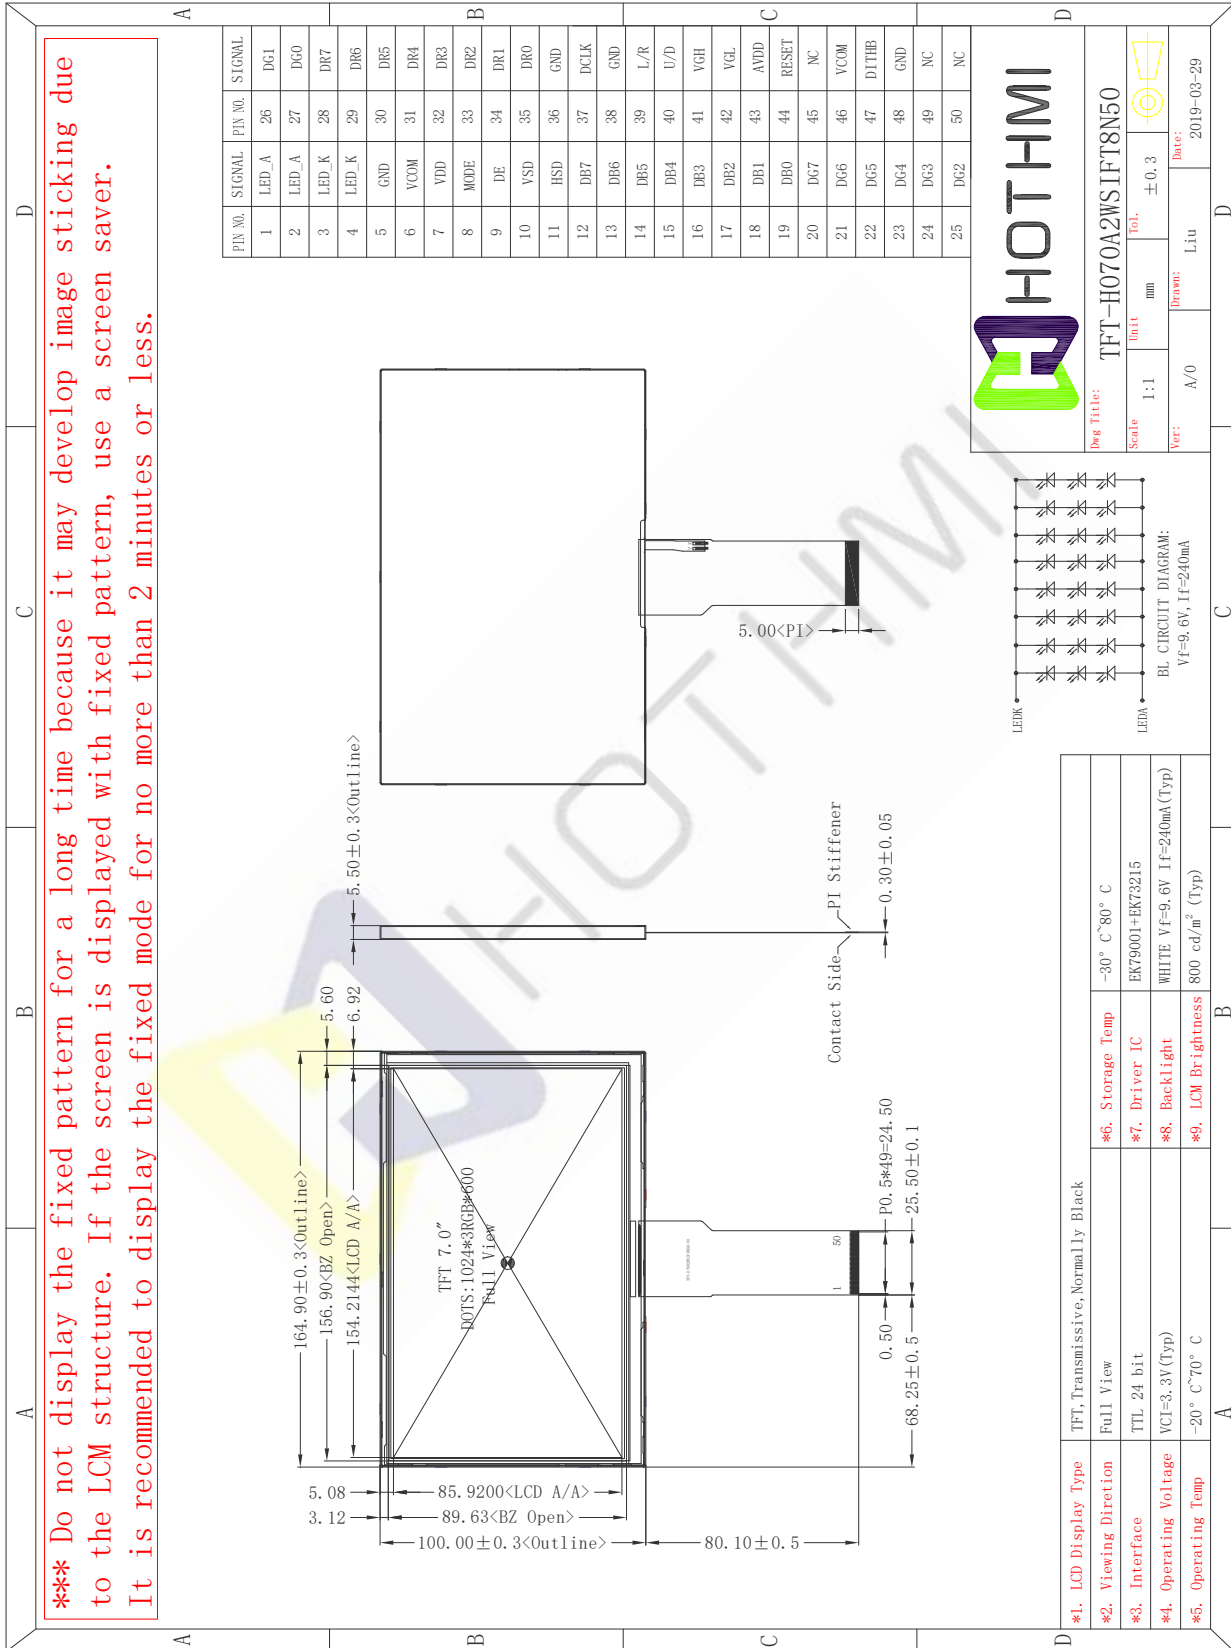 *** Do not display the fixed pattern for a long time because it may develop image sticking due
to the LCM structure. If the screen is displayed with fixed pattern, use a screen saver.
It is recommended to display the fixed mode for no more than 2 minutes or less.
A B C D
A B C D
A B C D
A B C D
164.90±0.3<Outline>
156.90<BZ Open>
154.2144<LCD A/A>
5.60
6.92
5.08
3.12
85.9200<LCD A/A>
89.63<BZ Open>
100.00±0.3<Outline>
80.10±0.5
TFT 7.0"
DOTS:1024*3RGB*600
Full View
1 50
0.50
P0.5*49=24.50
25.50±0.1
68.25±0.5
5.50±0.3<Outline>
Contact Side
PI Stiffener
0.30±0.05
5.00<PI>
HOTHMI
PIN NO. SIGNAL PIN NO. SIGNAL
1 LED_A 26 DG1
2 LED_A 27 DG0
3 LED_K 28 DR7
4 LED_K 29 DR6
5 GND 30 DR5
6 VCOM 31 DR4
7 VDD 32 DR3
8 MODE 33 DR2
9 DE 34 DR1
10 VSD 35 DR0
11 HSD 36 GND
12 DB7 37 DCLK
13 DB6 38 GND
14 DB5 39 L/R
15 DB4 40 U/D
16 DB3 41 VGH
17 DB2 42 VGL
18 DB1 43 AVDD
19 DB0 44 RESET
20 DG7 45 NC
21 DG6 46 VCOM
22 DG5 47 DITHB
23 DG4 48 GND
24 DG3 49 NC
25 DG2 50 NC
*1. LCD Display Type TFT,Transmissive,Normally Black
*2. Viewing Diretion Full View *6. Storage Temp -30° C~80° C
*3. Interface TTL 24 bit *7. Driver IC EK79001+EK73215
*4. Operating Voltage VCI=3.3V(Typ) *8. Backlight WHITE Vf=9.6V If=240mA(Typ)
*5. Operating Temp -20° C~70° C *9. LCM Brightness 800 cd/m² (Typ)
LEDK
LEDA
BL CIRCUIT DIAGRAM:
Vf=9.6V, If=240mA
HOTHMI
Dwg Title: TFT-H070A2WSIFT8N50
Scale 1:1 Unit mm Tol. ±0.3
Ver: A/0 Drawn: Liu Date: 2019-03-29